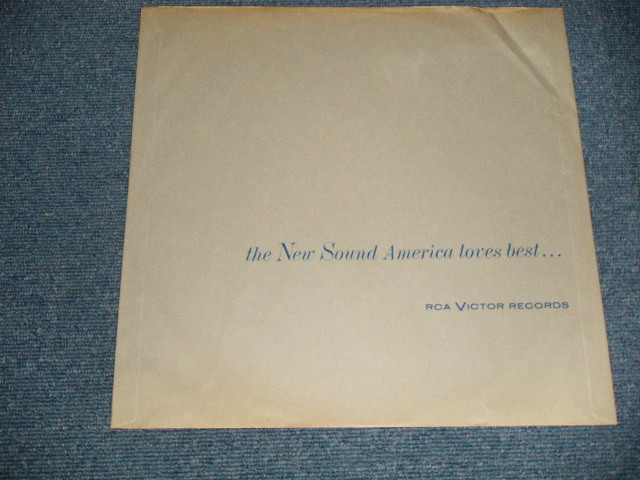 the New Sound America loves best...
RCA VICTOR RECORDS